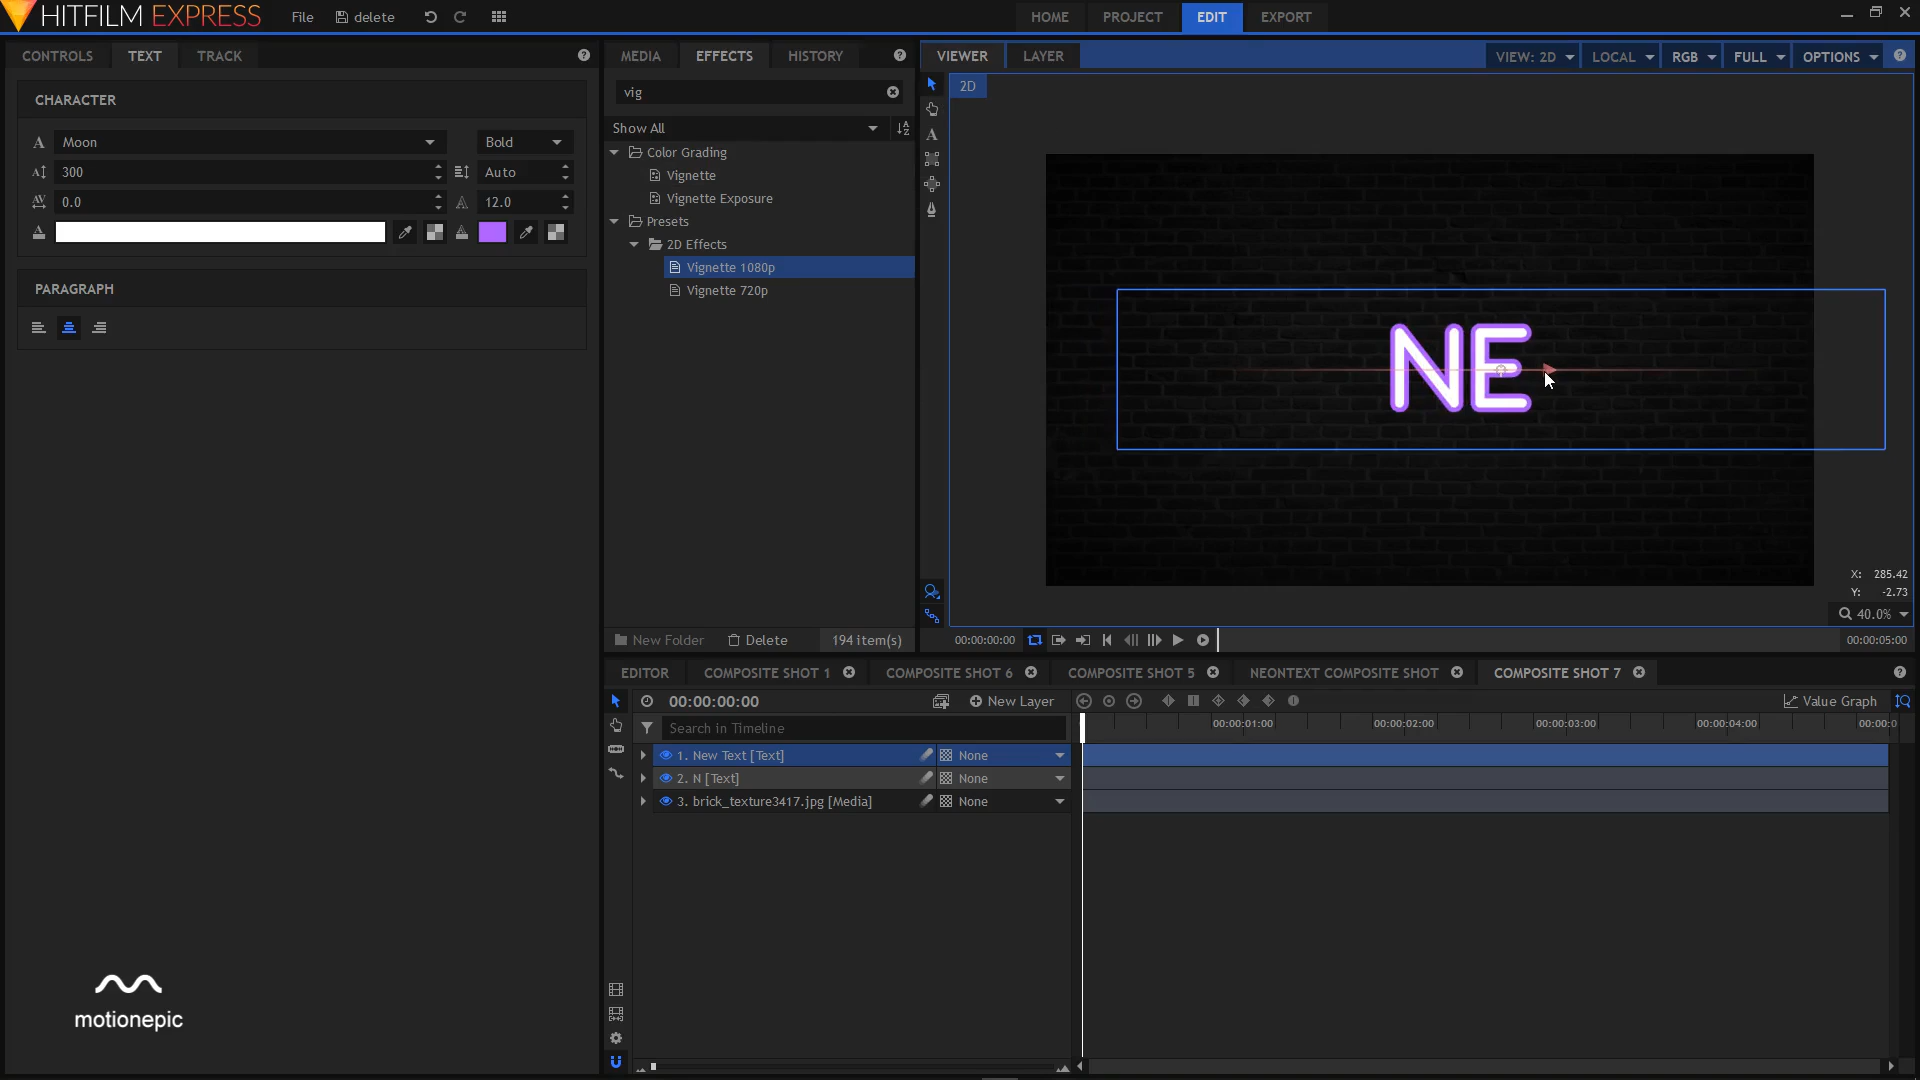 HITFILM EXPRESS
File
delete
HOME
PROJECT
EDIT
EXPORT
CONTROLS
TEXT
TRACK
CHARACTER
Moon
Bold
300
Auto
0.0
12.0
PARAGRAPH
MEDIA
EFFECTS
HISTORY
vig
Show All
Color Grading
Vignette
Vignette Exposure
Presets
2D Effects
Vignette 1080p
Vignette 720p
New Folder
Delete
194 item(s)
VIEWER
LAYER
VIEW: 2D
LOCAL
RGB
FULL
OPTIONS
2D
NE
X: 285.42
Y: -2.73
40.0%
00:00:00:00
00:00:05:00
EDITOR
COMPOSITE SHOT 1
COMPOSITE SHOT 6
COMPOSITE SHOT 5
NEONTEXT COMPOSITE SHOT
COMPOSITE SHOT 7
00:00:00:00
New Layer
Value Graph
Search in Timeline
00:00:01:00
00:00:02:00
00:00:03:00
00:00:04:00
00:00:0
1. New Text [Text]
None
2. N [Text]
None
3. brick_texture3417.jpg [Media]
None
motionepic